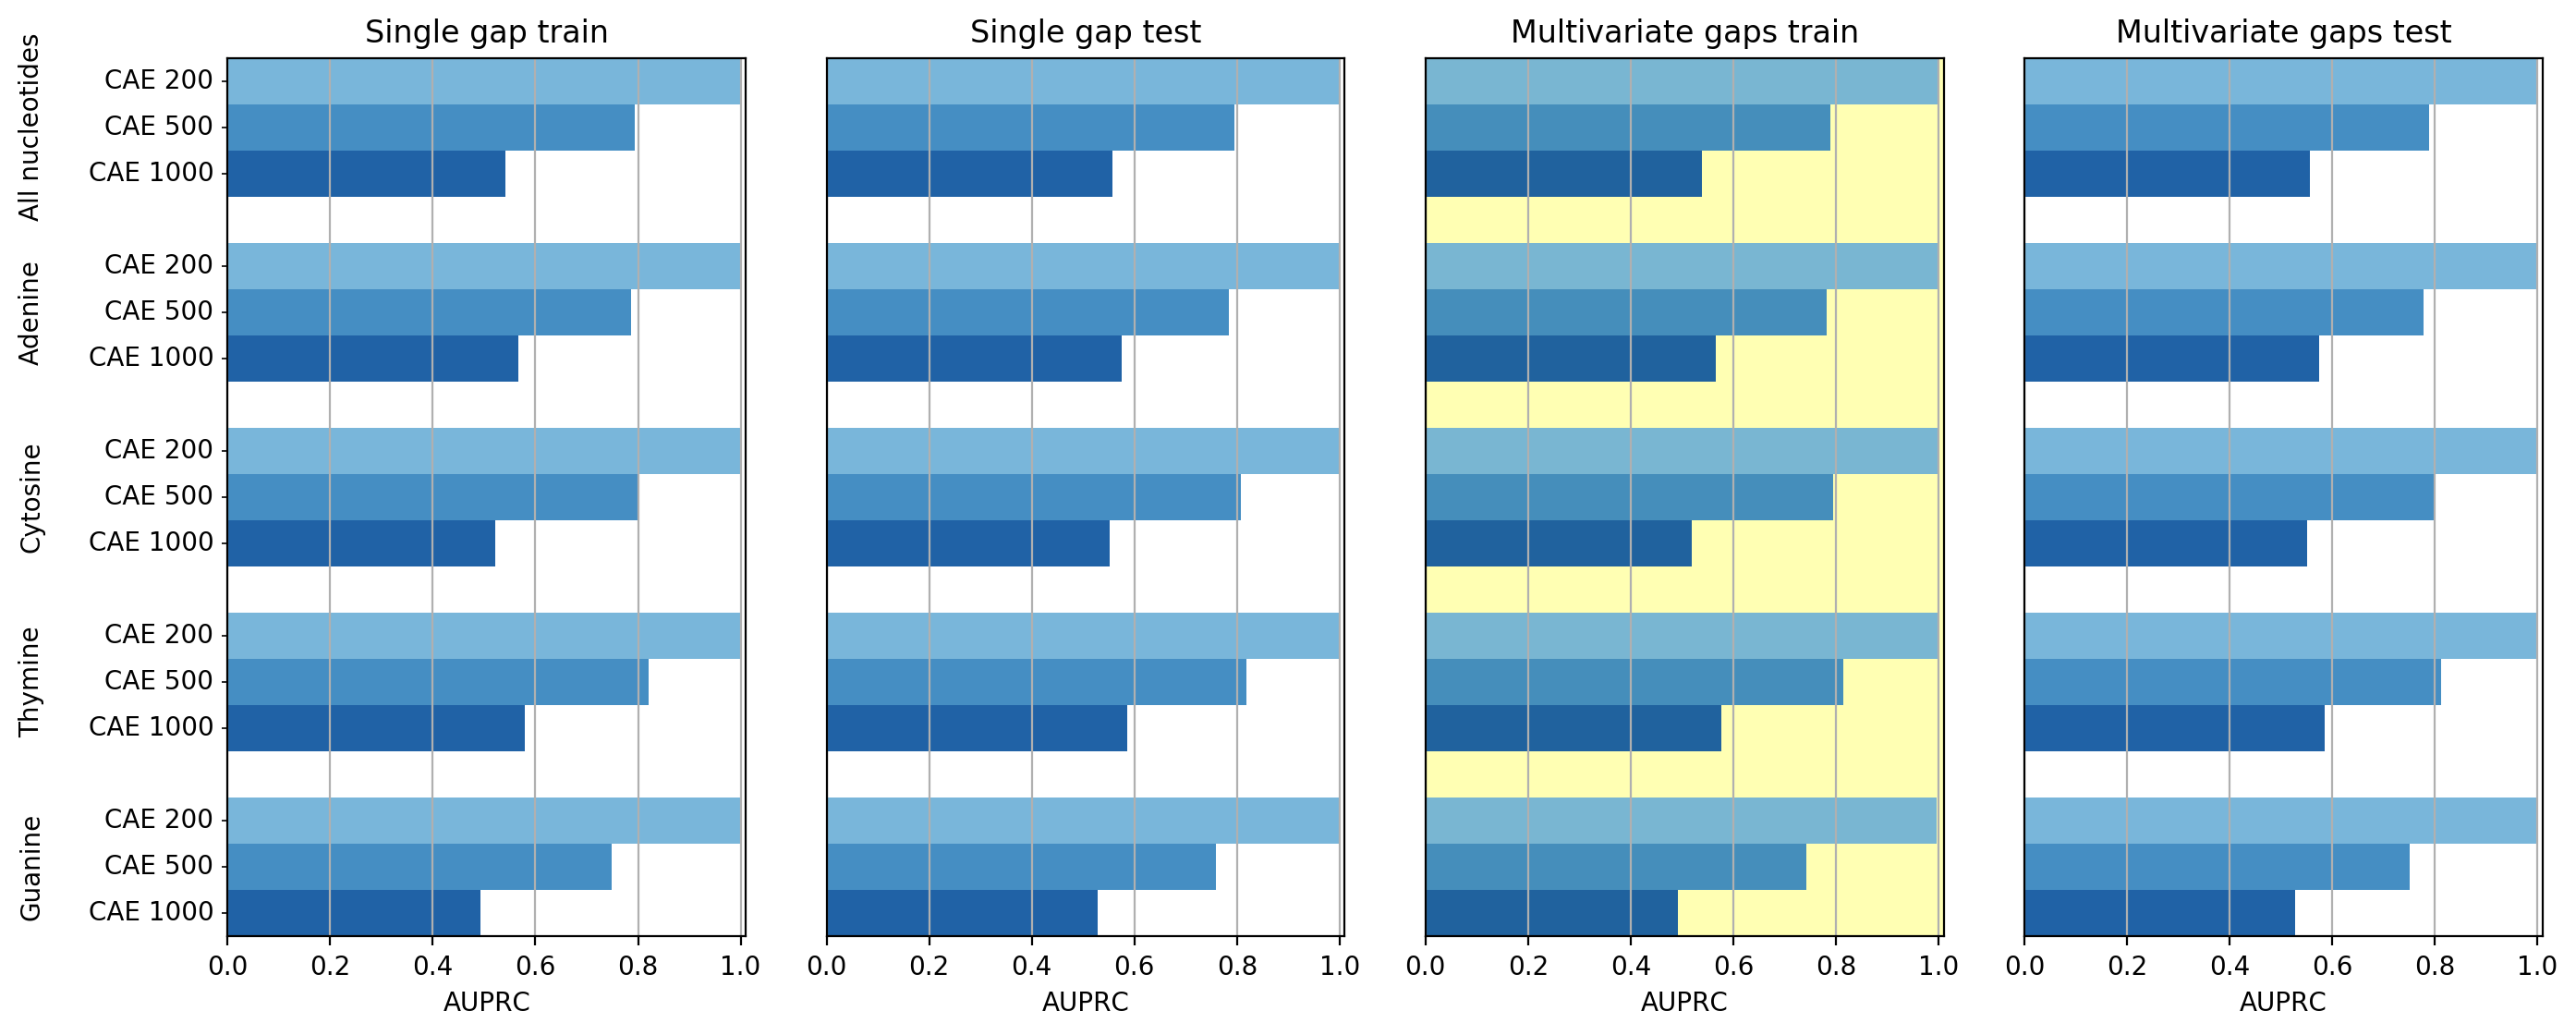 Single gap train
Single gap test
Multivariate gaps train
Multivariate gaps test
All nucleotides
CAE 200
CAE 500
CAE 1000
Adenine
CAE 200
CAE 500
CAE 1000
Cytosine
CAE 200
CAE 500
CAE 1000
Thymine
CAE 200
CAE 500
CAE 1000
Guanine
CAE 200
CAE 500
CAE 1000
0.0 0.2 0.4 0.6 0.8 1.0
0.0 0.2 0.4 0.6 0.8 1.0
0.0 0.2 0.4 0.6 0.8 1.0
0.0 0.2 0.4 0.6 0.8 1.0
AUPRC
AUPRC
AUPRC
AUPRC